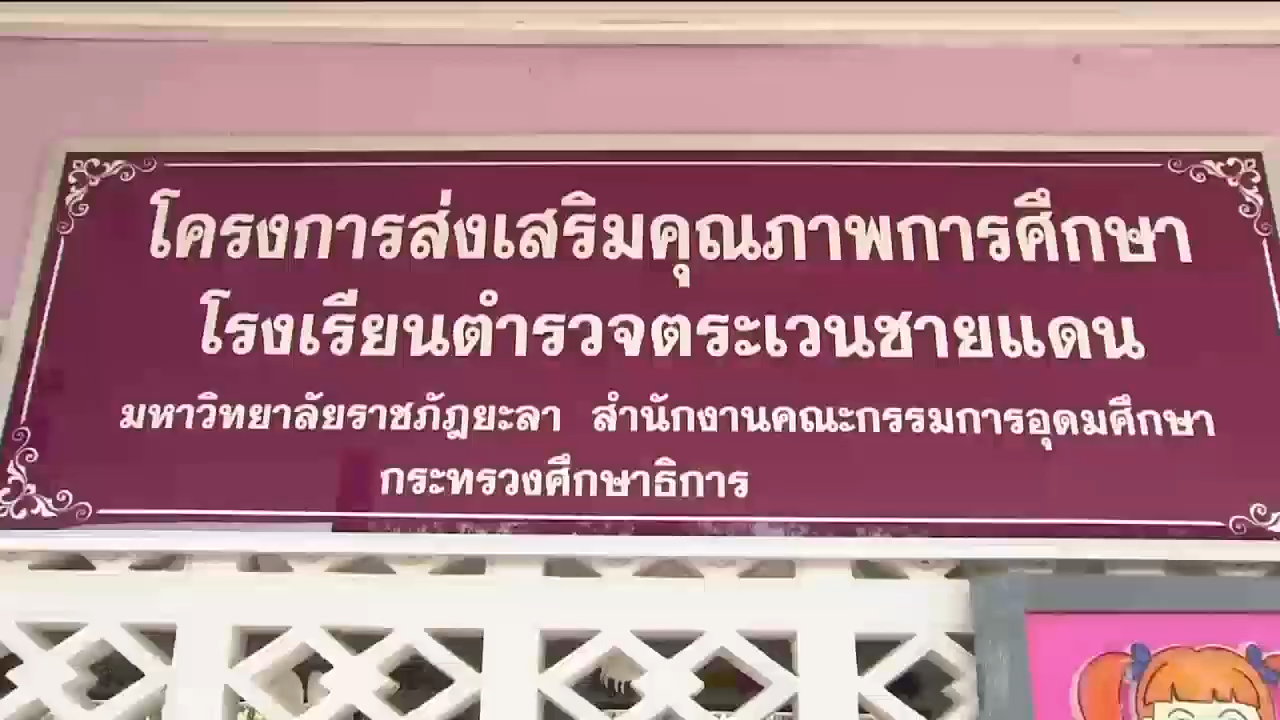 โครงการส่งเสริมคุณภาพการศึกษา
โรงเรียนตำรวจตระเวนชายแดน
มหาวิทยาลัยราชภัฏยะลา สำนักงานคณะกรรมการอุดมศึกษา
กระทรวงศึกษาธิการ